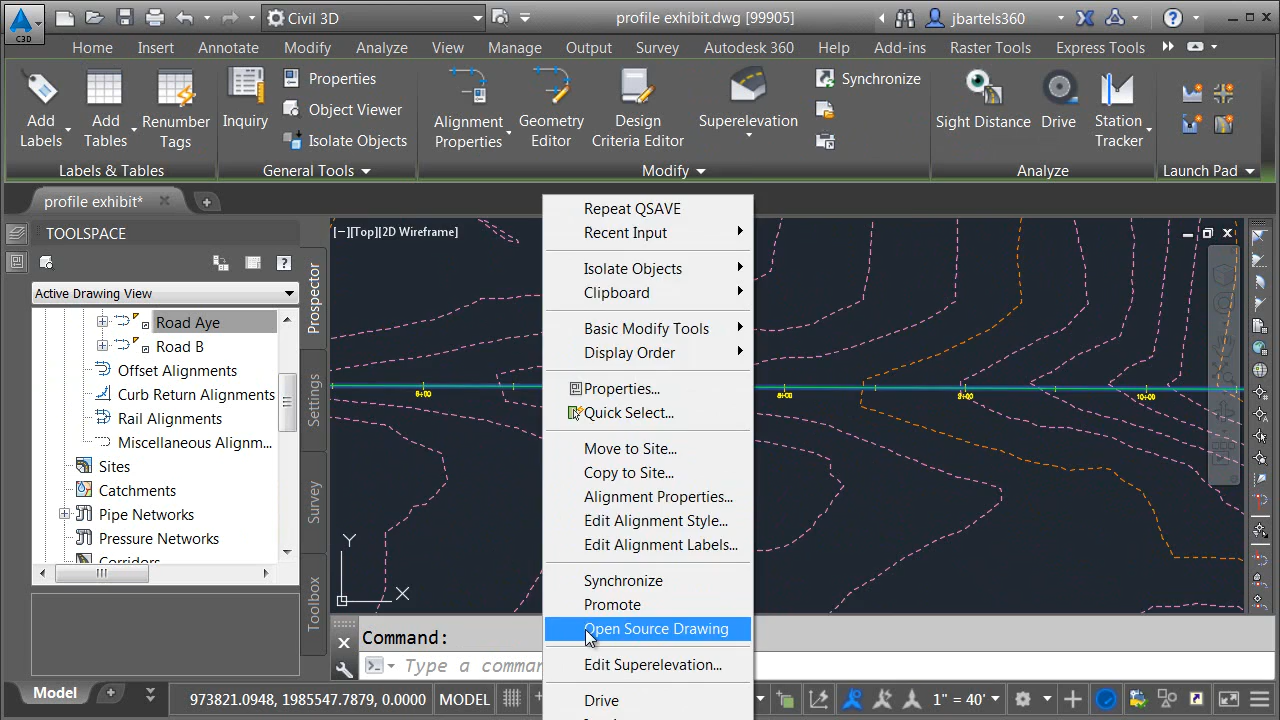 C3D
Civil 3D
profile exhibit.dwg [99905]
jbartels360
Home Insert Annotate Modify Analyze View Manage Output Survey Autodesk 360 Help Add-ins Raster Tools Express Tools
Add Labels
Add Tables
Renumber Tags
Labels & Tables
Inquiry
Properties
Object Viewer
Isolate Objects
General Tools
Alignment Properties
Geometry Editor
Design Criteria Editor
Superelevation
Synchronize
Modify
Sight Distance
Drive
Station Tracker
Analyze
Launch Pad
profile exhibit*
TOOLSPACE
Active Drawing View
Road Aye
Road B
Offset Alignments
Curb Return Alignments
Rail Alignments
Miscellaneous Alignm...
Sites
Catchments
Pipe Networks
Pressure Networks
Corridors
Prospector
Settings
Survey
Toolbox
[−][Top][2D Wireframe]
Repeat QSAVE
Recent Input
Isolate Objects
Clipboard
Basic Modify Tools
Display Order
Properties...
Quick Select...
Move to Site...
Copy to Site...
Alignment Properties...
Edit Alignment Style...
Edit Alignment Labels...
Synchronize
Promote
Open Source Drawing
Edit Superelevation...
Drive
8+00
9+00
10+00
Y
X
Command:
Type a comm
Model
973821.0948, 1985547.7879, 0.0000
MODEL
1" = 40'